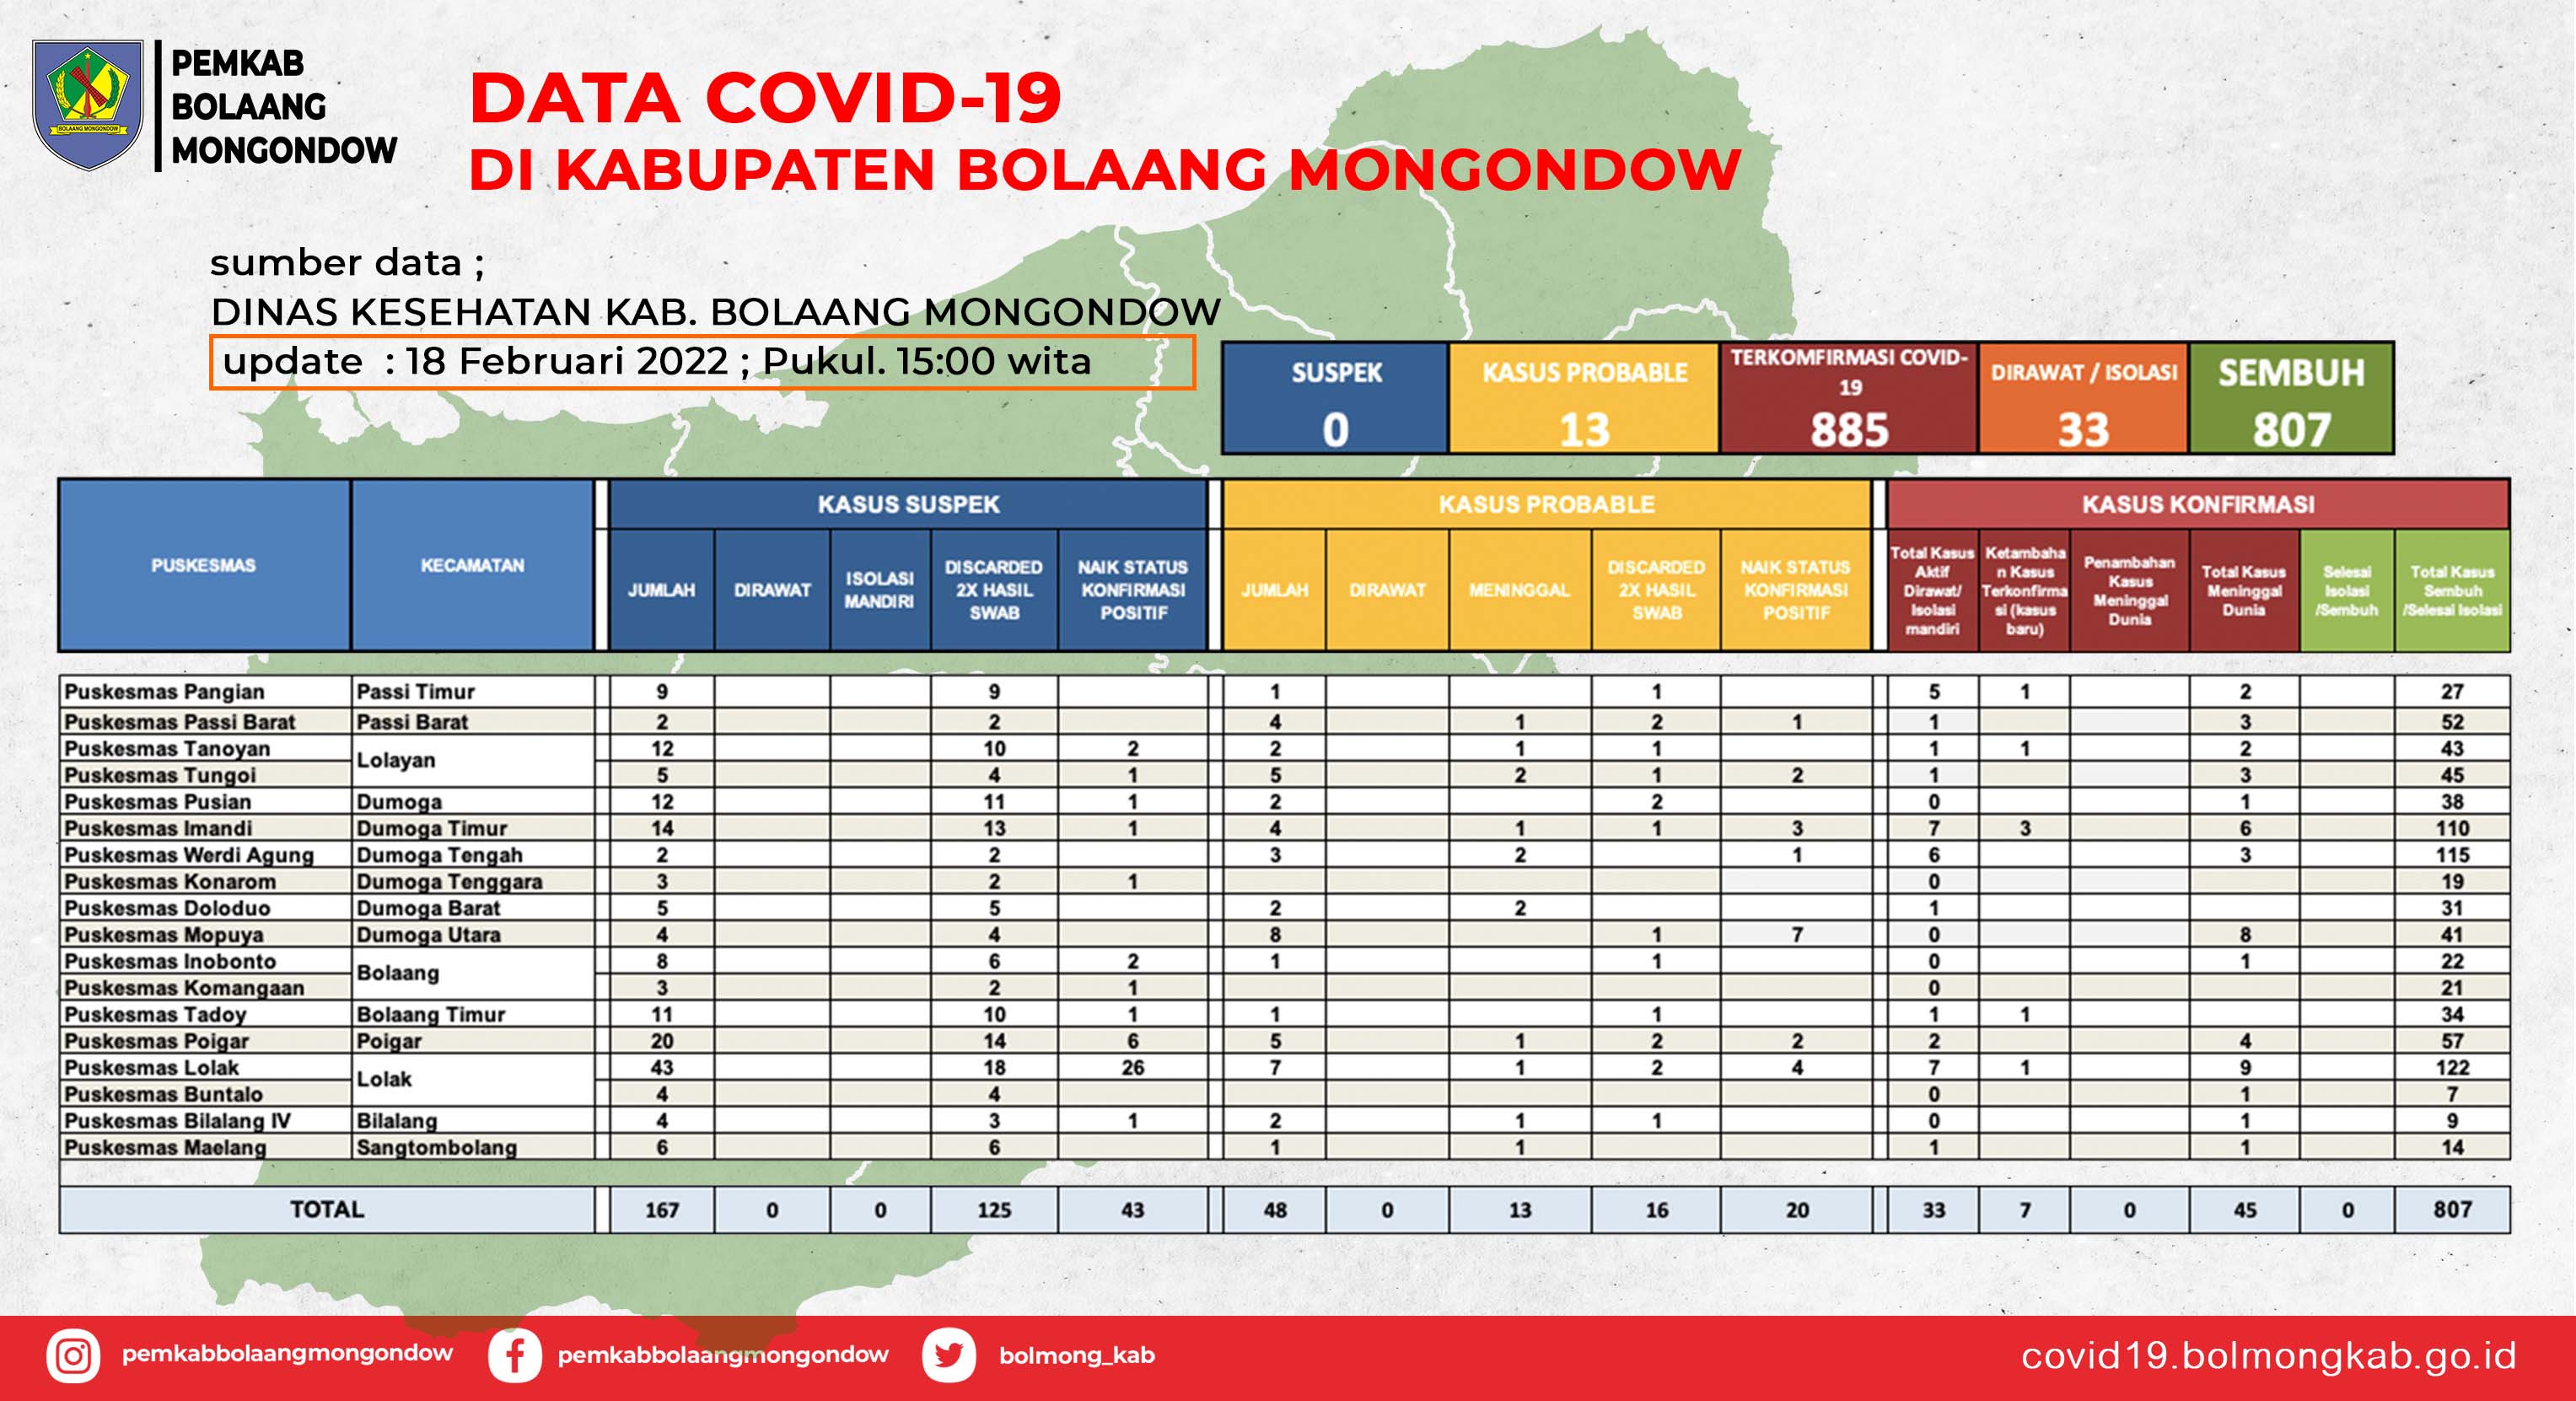 PEMKAB
BOLAANG
MONGONDOW
BOLAANG MONGONDOW
DATA COVID-19
DI KABUPATEN BOLAANG MONGONDOW
sumber data ;
DINAS KESEHATAN KAB. BOLAANG MONGONDOW
update : 18 Februari 2022 ; Pukul. 15:00 wita
SUSPEK
0
KASUS PROBABLE
13
TERKOMFIRMASI COVID-
19
885
DIRAWAT / ISOLASI
33
SEMBUH
807
PUSKESMAS
KECAMATAN
KASUS SUSPEK
JUMLAH
DIRAWAT
ISOLASI
MANDIRI
DISCARDED
2X HASIL
SWAB
NAIK STATUS
KONFIRMASI
POSITIF
KASUS PROBABLE
JUMLAH
DIRAWAT
MENINGGAL
DISCARDED
2X HASIL
SWAB
NAIK STATUS
KONFIRMASI
POSITIF
KASUS KONFIRMASI
Total Kasus
Aktif
Dirawat/
Isolasi
mandiri
Ketambaha
n Kasus
Terkonfirma
si (kasus
baru)
Penambahan
Kasus
Meninggal
Dunia
Total Kasus
Meninggal
Dunia
Selesai
Isolasi
/Sembuh
Total Kasus
Sembuh
/Selesai Isolasi
Puskesmas Pangian Passi Timur 9 9 1 1 5 1 2 27
Puskesmas Passi Barat Passi Barat 2 2 4 1 2 1 1 3 52
Puskesmas Tanoyan Lolayan 12 10 2 2 1 1 1 1 2 43
Puskesmas Tungoi 5 4 1 5 2 1 2 1 3 45
Puskesmas Pusian Dumoga 12 11 1 2 2 0 1 38
Puskesmas Imandi Dumoga Timur 14 13 1 4 1 1 3 7 3 6 110
Puskesmas Werdi Agung Dumoga Tengah 2 2 3 2 1 6 3 115
Puskesmas Konarom Dumoga Tenggara 3 2 1 0 19
Puskesmas Doloduo Dumoga Barat 5 5 2 2 1 31
Puskesmas Mopuya Dumoga Utara 4 4 8 1 7 0 8 41
Puskesmas Inobonto Bolaang 8 6 2 1 1 0 1 22
Puskesmas Komangaan 3 2 1 0 21
Puskesmas Tadoy Bolaang Timur 11 10 1 1 1 1 1 34
Puskesmas Poigar Poigar 20 14 6 5 1 2 2 2 4 57
Puskesmas Lolak Lolak 43 18 26 7 1 2 4 7 1 9 122
Puskesmas Buntalo 4 4 0 1 7
Puskesmas Bilalang IV Bilalang 4 3 1 2 1 1 0 1 9
Puskesmas Maelang Sangtombolang 6 6 1 1 1 1 14
TOTAL 167 0 0 125 43 48 0 13 16 20 33 7 0 45 0 807
pemkabbolaangmongondow
pemkabbolaangmongondow
bolmong_kab
covid19.bolmongkab.go.id